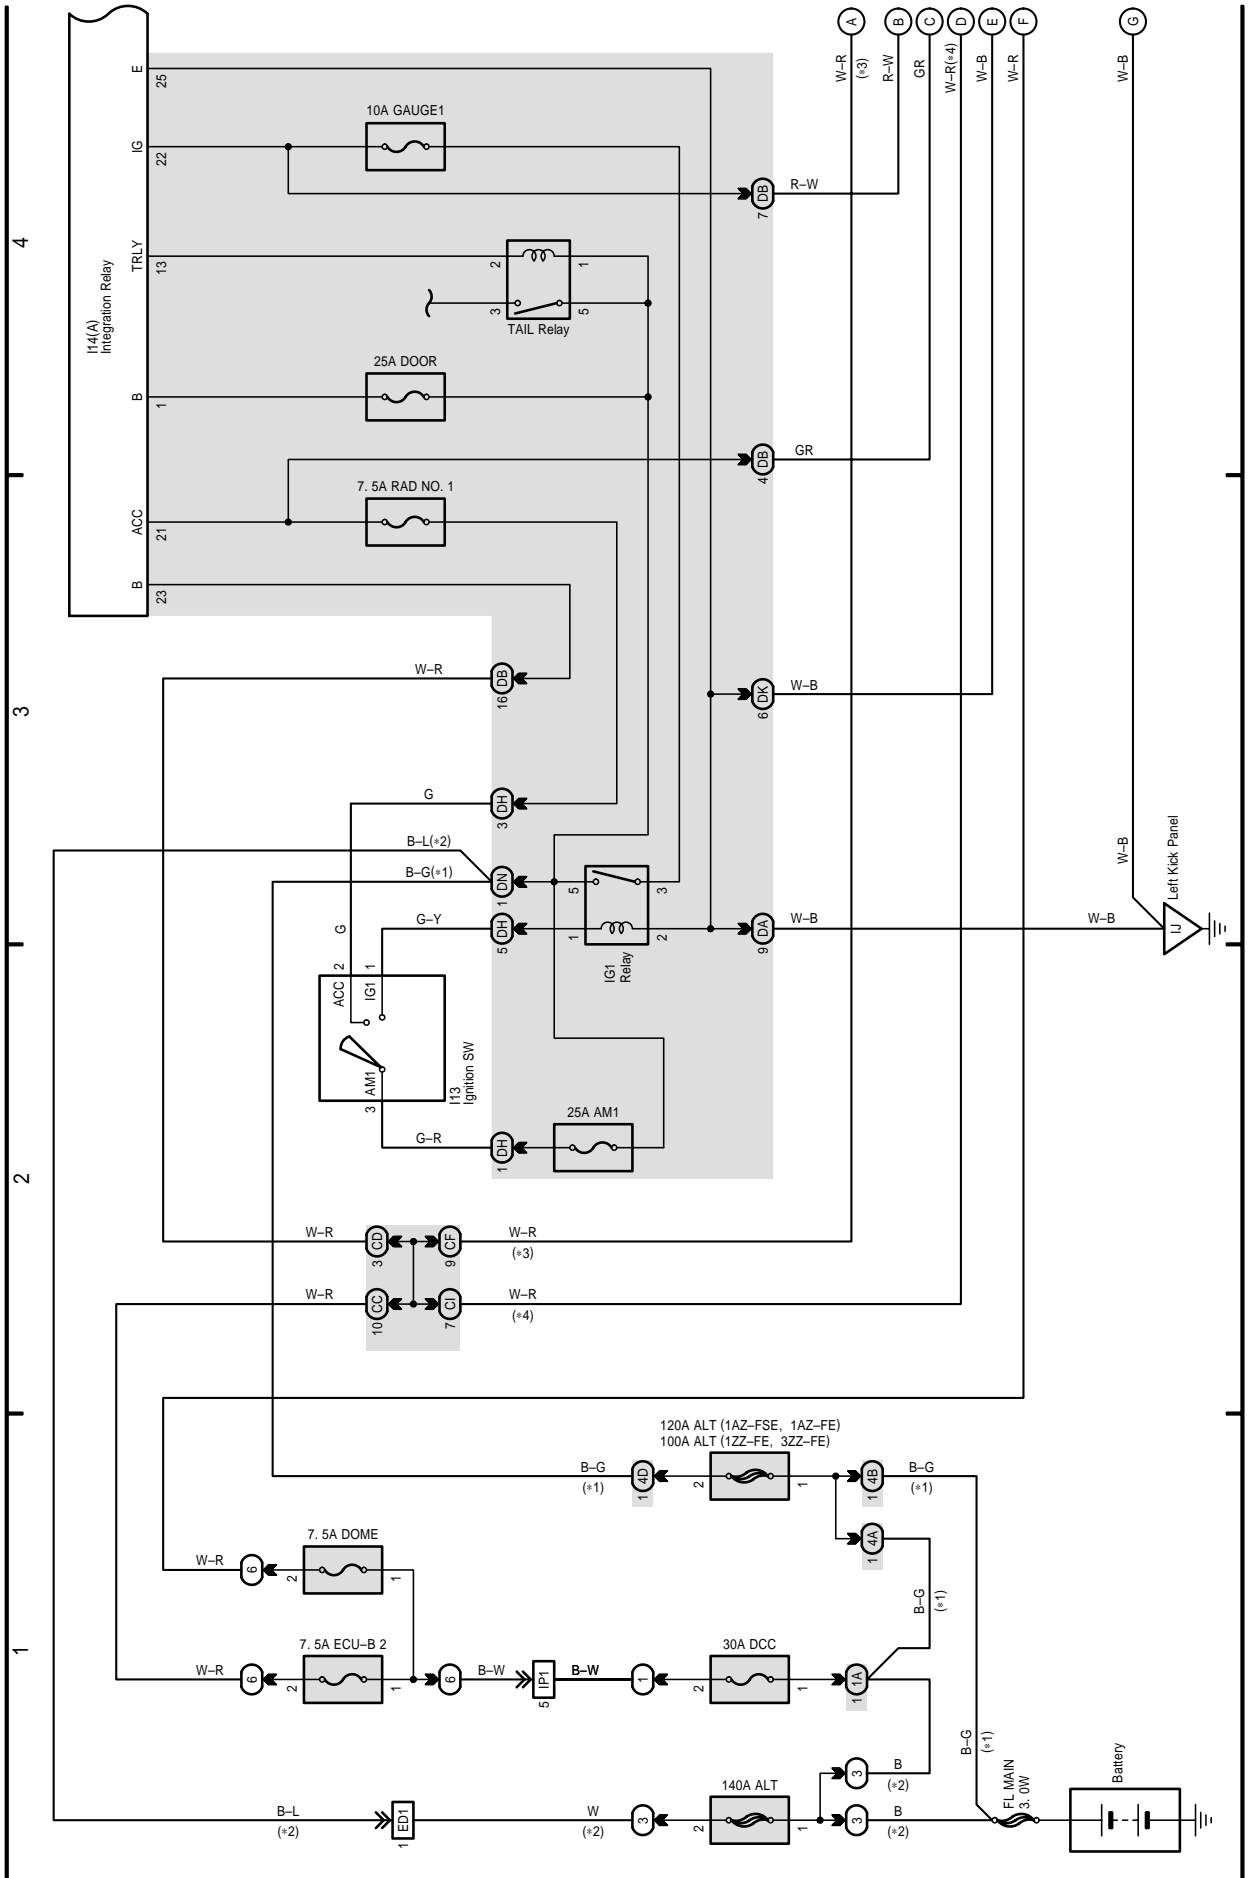 A
B
C
D
E
F
G
W–R
(*3)
R–W
GR
W–R(*4)
W–B
W–R
W–B
E
25
10A GAUGE1
IG
22
DB
7
R–W
4
I14(A)
Integration Relay
TRLY
13
2
1
3
5
TAIL Relay
25A DOOR
B
1
DB
4
GR
7. 5A RAD NO. 1
ACC
21
B
23
W–R
DB
16
3
DK
6
W–B
G
DH
3
B–L(*2)
B–G(*1)
DN
1
5
3
G
G–Y
DH
5
1
2
IG1
Relay
DA
9
W–B
W–B
W–B
IJ
Left Kick Panel
ACC
2
IG1
1
AM1
3
I13
Ignition SW
G–R
DH
1
25A AM1
2
W–R
CD
3
CF
9
W–R
(*3)
W–R
CC
10
CI
7
W–R
(*4)
120A ALT (1AZ–FSE, 1AZ–FE)
100A ALT (1ZZ–FE, 3ZZ–FE)
B–G
(*1)
4D
1
2
1
4B
1
B–G
(*1)
4A
1
B–G
(*1)
7. 5A DOME
W–R
6
2
1
1
7. 5A ECU–B 2
W–R
6
2
1
6
B–W
IP1
5
B–W
1
30A DCC
2
1
1A
1
B–G
(*1)
3
B
(*2)
B–L
(*2)
ED1
1
W
(*2)
3
140A ALT
2
1
3
B
(*2)
FL MAIN
3. 0W
Battery